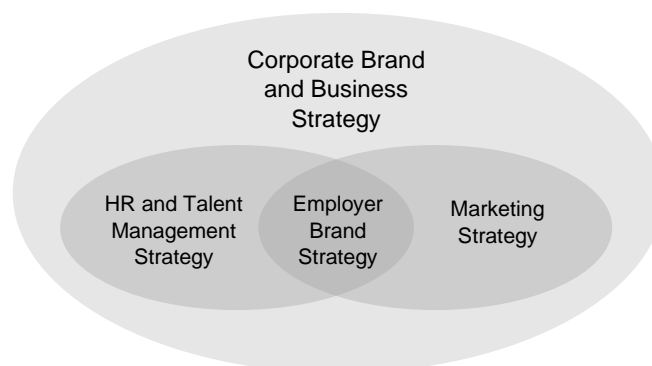 Corporate Brand
and Business
Strategy
HR and Talent
Management
Strategy
Employer
Brand
Strategy
Marketing
Strategy